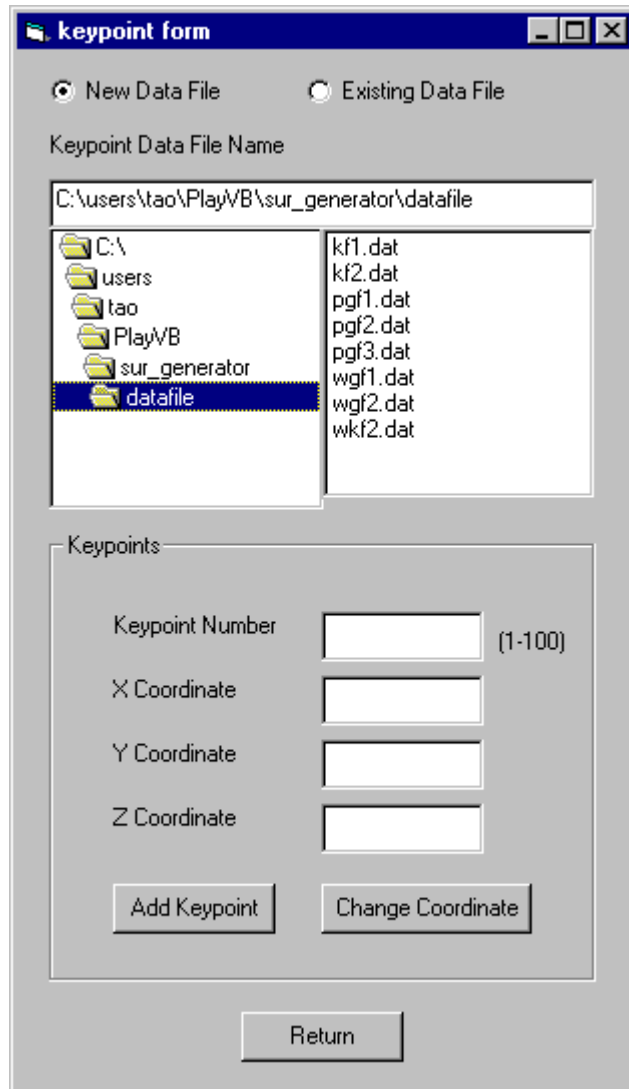 keypoint form
New Data File
Existing Data File
Keypoint Data File Name
C:\users\tao\PlayVB\sur_generator\datafile
C:\
users
tao
PlayVB
sur_generator
datafile
kf1.dat
kf2.dat
pgf1.dat
pgf2.dat
pgf3.dat
wgf1.dat
wgf2.dat
wkf2.dat
Keypoints
Keypoint Number
(1-100)
X Coordinate
Y Coordinate
Z Coordinate
Add Keypoint
Change Coordinate
Return